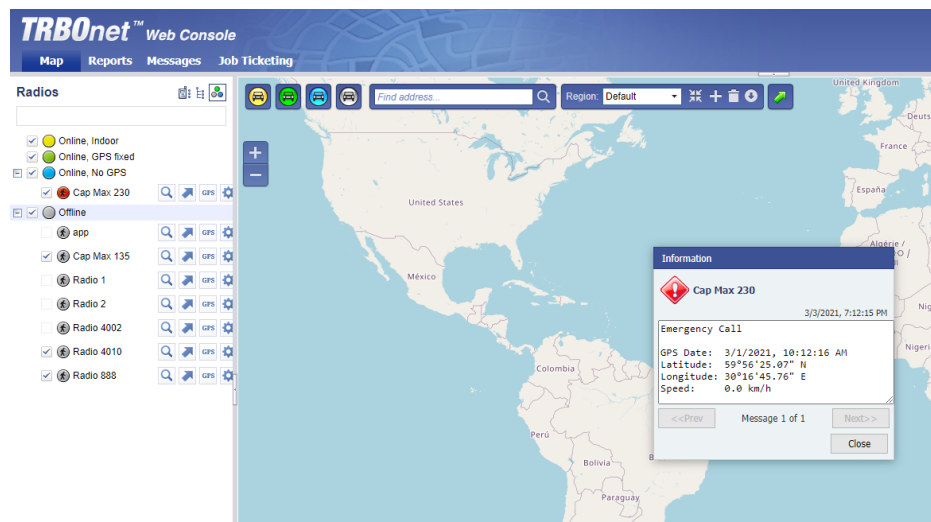 TRBOnet™ Web Console
Map Reports Messages Job Ticketing
Radios
Find address...
Region: Default
Online, Indoor
Online, GPS fixed
Online, No GPS
Cap Max 230 GPS
Offline
app GPS
Cap Max 135 GPS
Radio 1 GPS
Radio 2 GPS
Radio 4002 GPS
Radio 4010 GPS
Radio 888 GPS
United Kingdom
Deuts
France
España
United States
México
Colombia
Perú
Bolivia
Paraguay
Algérie /
Nig
Nigeri
Information
Cap Max 230
3/3/2021, 7:12:15 PM
Emergency Call
GPS Date: 3/1/2021, 10:12:16 AM
Latitude: 59°56'25.07" N
Longitude: 30°16'45.76" E
Speed: 0.0 km/h
<<Prev Message 1 of 1 Next>>
Close